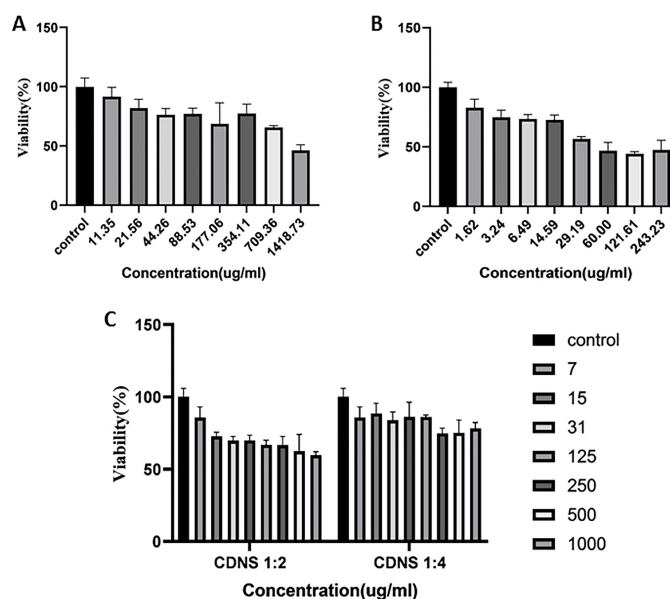 A
150
100
50
0
Viability(%)
control
11.35
21.56
44.26
88.53
177.06
354.11
709.36
1418.73
Concentration(ug/ml)
B
150
100
50
0
Viability(%)
control
1.62
3.24
6.49
14.59
29.19
60.00
121.61
243.23
Concentration(ug/ml)
C
150
100
50
0
Viability(%)
CDNS 1:2
CDNS 1:4
Concentration(ug/ml)
control
7
15
31
125
250
500
1000